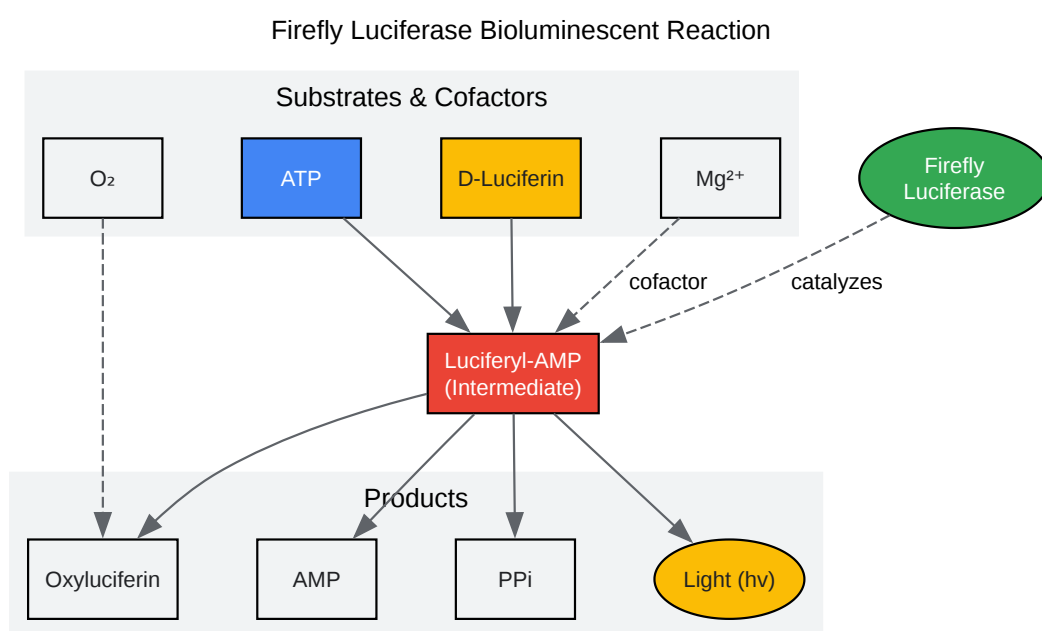 Firefly Luciferase Bioluminescent Reaction
Substrates & Cofactors
O₂
ATP
D-Luciferin
Mg²⁺
Firefly
Luciferase
cofactor
catalyzes
Luciferyl-AMP
(Intermediate)
Products
Oxyluciferin
AMP
PPi
Light (hv)